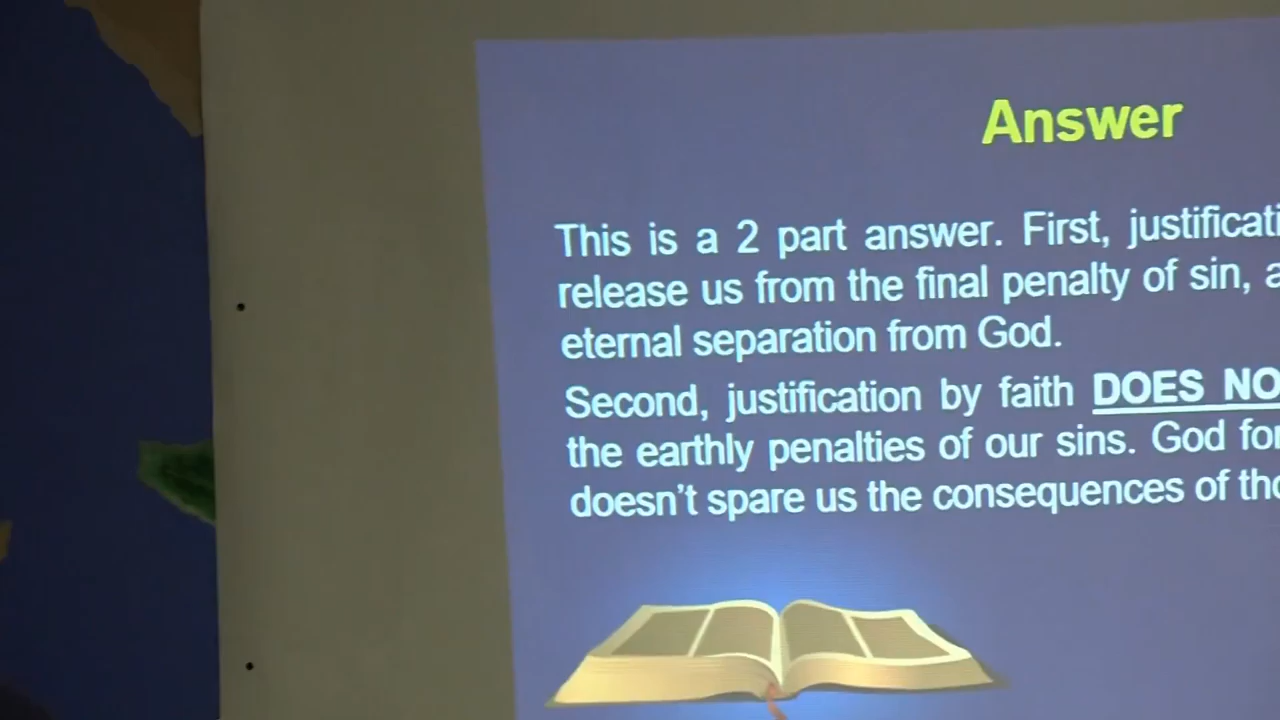 Answer
This is a 2 part answer. First, justificati
release us from the final penalty of sin, a
eternal separation from God.
Second, justification by faith DOES NO
the earthly penalties of our sins. God for
doesn't spare us the consequences of tho